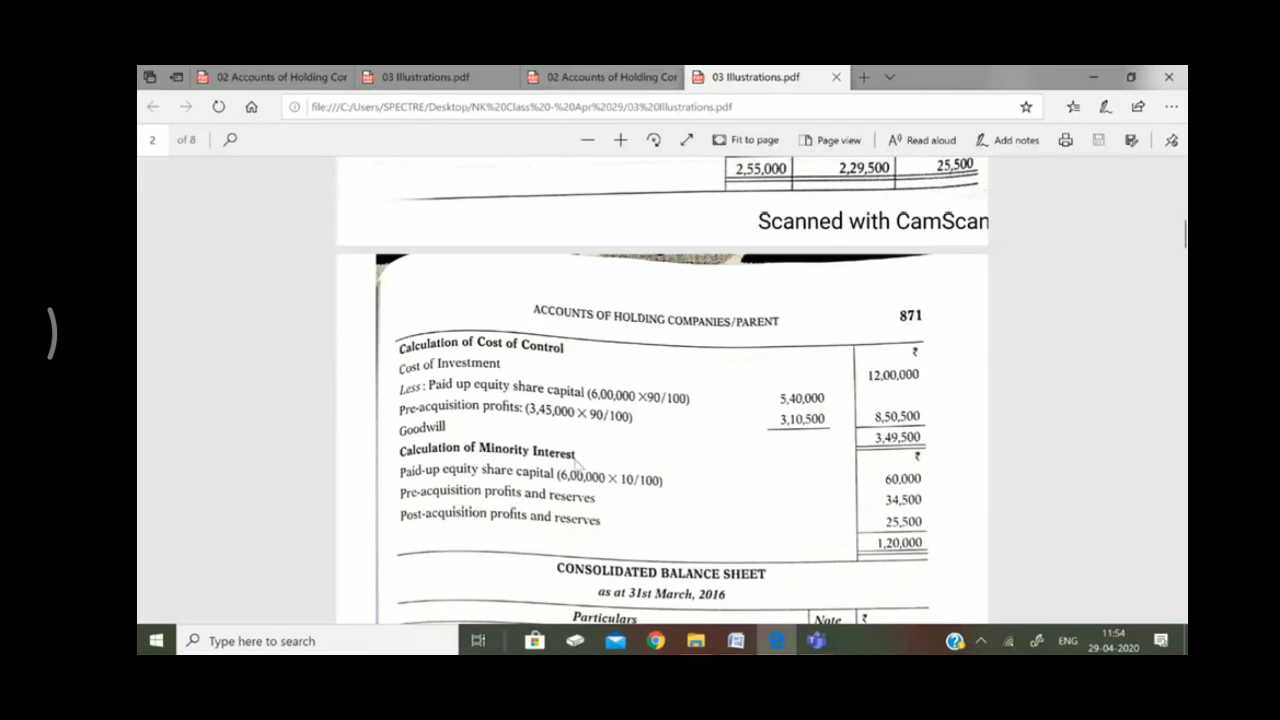 02 Accounts of Holding Cor
03 Illustrations.pdf
02 Accounts of Holding Cor
03 Illustrations.pdf
file:///C:/Users/SPECTRE/Desktop/NK%20Class%20-%20Apr%2029/03%20Illustrations.pdf
2 of 8
Fit to page
Page view
Read aloud
Add notes
2,55,000 2,29,500 25,500
Scanned with CamScan
ACCOUNTS OF HOLDING COMPANIES/PARENT 871
Calculation of Cost of Control ₹
Cost of Investment 12,00,000
Less: Paid up equity share capital (6,00,000 ×90/100) 5,40,000
Pre-acquisition profits: (3,45,000 × 90/100) 3,10,500 8,50,500
Goodwill 3,49,500
Calculation of Minority Interest ₹
Paid-up equity share capital (6,00,000 × 10/100) 60,000
Pre-acquisition profits and reserves 34,500
Post-acquisition profits and reserves 25,500
1,20,000
CONSOLIDATED BALANCE SHEET
as at 31st March, 2016
Particulars Note ₹
Type here to search
ENG
11:54
29-04-2020